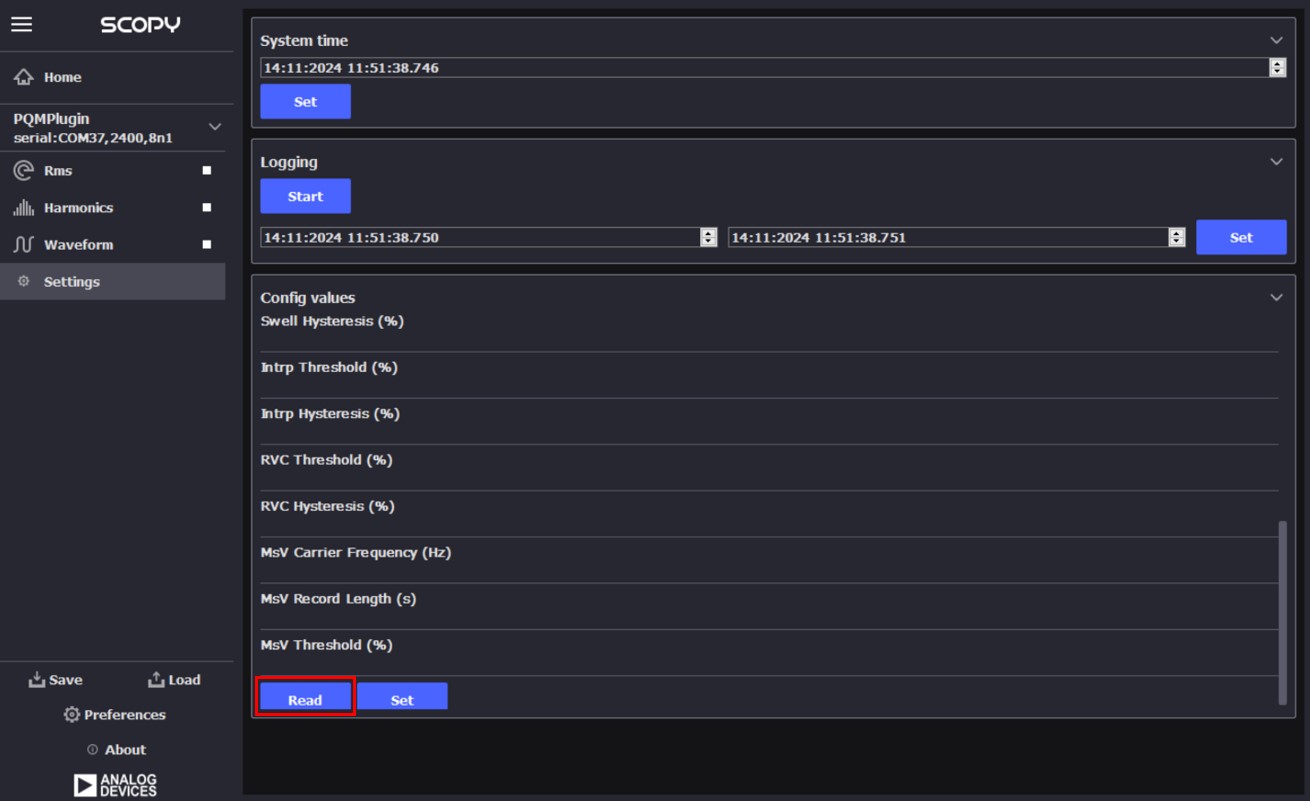 SCOPY
Home
PQMPlugin
serial:COM37,2400,8n1
Rms
Harmonics
Waveform
Settings
Save
Load
Preferences
About
ANALOG
DEVICES
System time
14:11:2024 11:51:38.746
Set
Logging
Start
14:11:2024 11:51:38.750
14:11:2024 11:51:38.751
Set
Config values
Swell Hysteresis (%)
Intrp Threshold (%)
Intrp Hysteresis (%)
RVC Threshold (%)
RVC Hysteresis (%)
MsV Carrier Frequency (Hz)
MsV Record Length (s)
MsV Threshold (%)
Read
Set